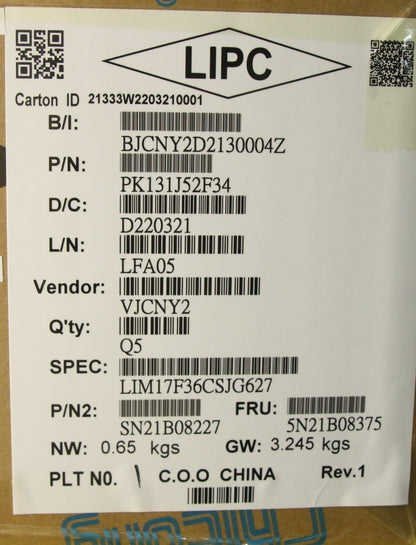 LIPC
Carton ID 21333W2203210001
B/I:
BJCNY2D2130004Z
P/N:
PK131J52F34
D/C:
D220321
L/N:
LFA05
Vendor:
VJCNY2
Q'ty:
Q5
SPEC:
LIM17F36CSJG627
P/N2: FRU:
SN21B08227 5N21B08375
NW: 0.65 kgs GW: 3.245 kgs
PLT NO. 1 C.O.O CHINA Rev.1